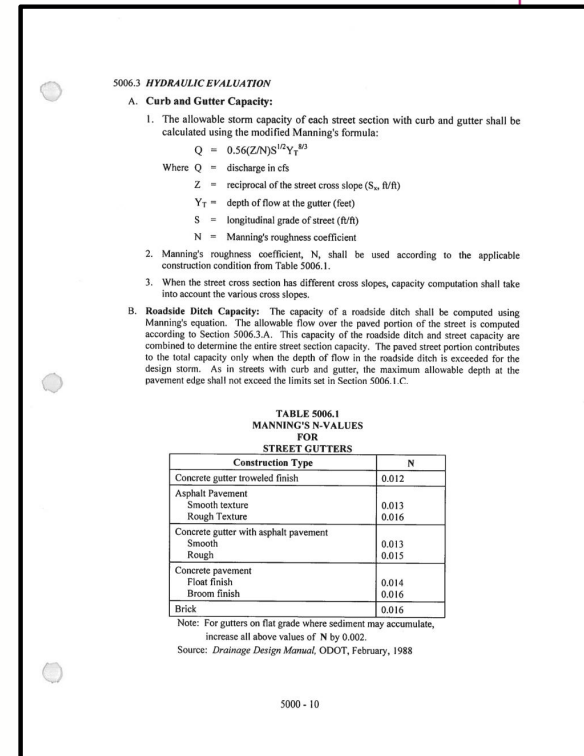 5006.3 HYDRAULIC EVALUATION
A. Curb and Gutter Capacity:
1. The allowable storm capacity of each street section with curb and gutter shall be
calculated using the modified Manning's formula:
Q = 0.56(Z/N)S^1/2 Y_T^8/3
Where Q = discharge in cfs
Z = reciprocal of the street cross slope (Sₓ, ft/ft)
Y_T = depth of flow at the gutter (feet)
S = longitudinal grade of street (ft/ft)
N = Manning's roughness coefficient
2. Manning's roughness coefficient, N, shall be used according to the applicable
construction condition from Table 5006.1.
3. When the street cross section has different cross slopes, capacity computation shall take
into account the various cross slopes.
B. Roadside Ditch Capacity: The capacity of a roadside ditch shall be computed using
Manning's equation. The allowable flow over the paved portion of the street is computed
according to Section 5006.3.A. This capacity of the roadside ditch and street capacity are
combined to determine the entire street section capacity. The paved street portion contributes
to the total capacity only when the depth of flow in the roadside ditch is exceeded for the
design storm. As in streets with curb and gutter, the maximum allowable depth at the
pavement edge shall not exceed the limits set in Section 5006.1.C.
TABLE 5006.1
MANNING'S N-VALUES
FOR
STREET GUTTERS
Construction Type N
Concrete gutter troweled finish 0.012
Asphalt Pavement
Smooth texture 0.013
Rough Texture 0.016
Concrete gutter with asphalt pavement
Smooth 0.013
Rough 0.015
Concrete pavement
Float finish 0.014
Broom finish 0.016
Brick 0.016
Note: For gutters on flat grade where sediment may accumulate,
increase all above values of N by 0.002.
Source: Drainage Design Manual, ODOT, February, 1988
5000 - 10